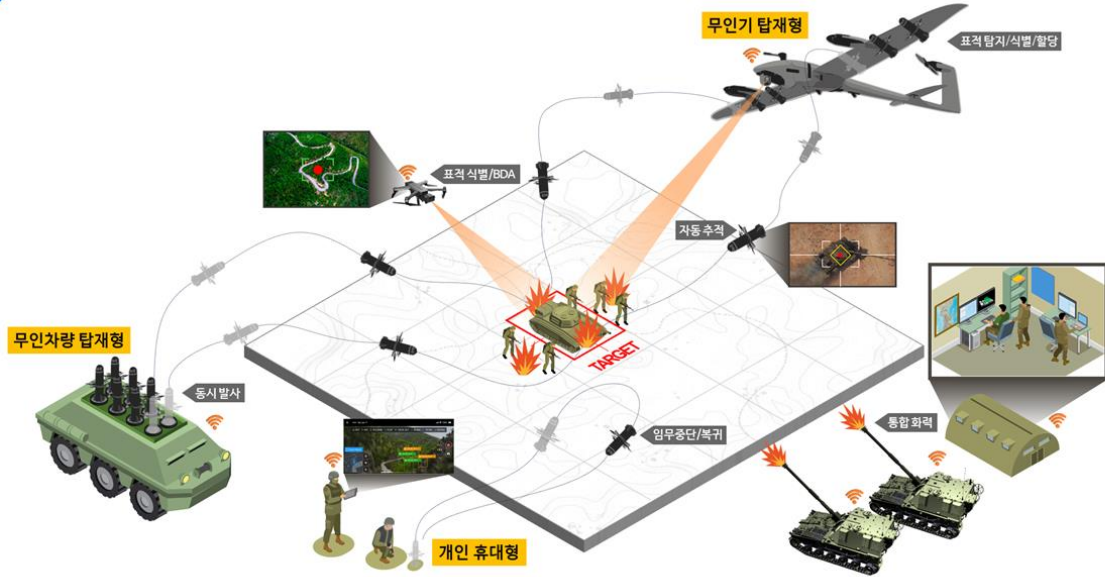 무인기 탑재형
표적 탐지/식별/할당
표적 식별/BDA
자동 추적
무인차량 탑재형
동시 발사
TARGET
임무중단/복귀
통합 화력
개인 휴대형